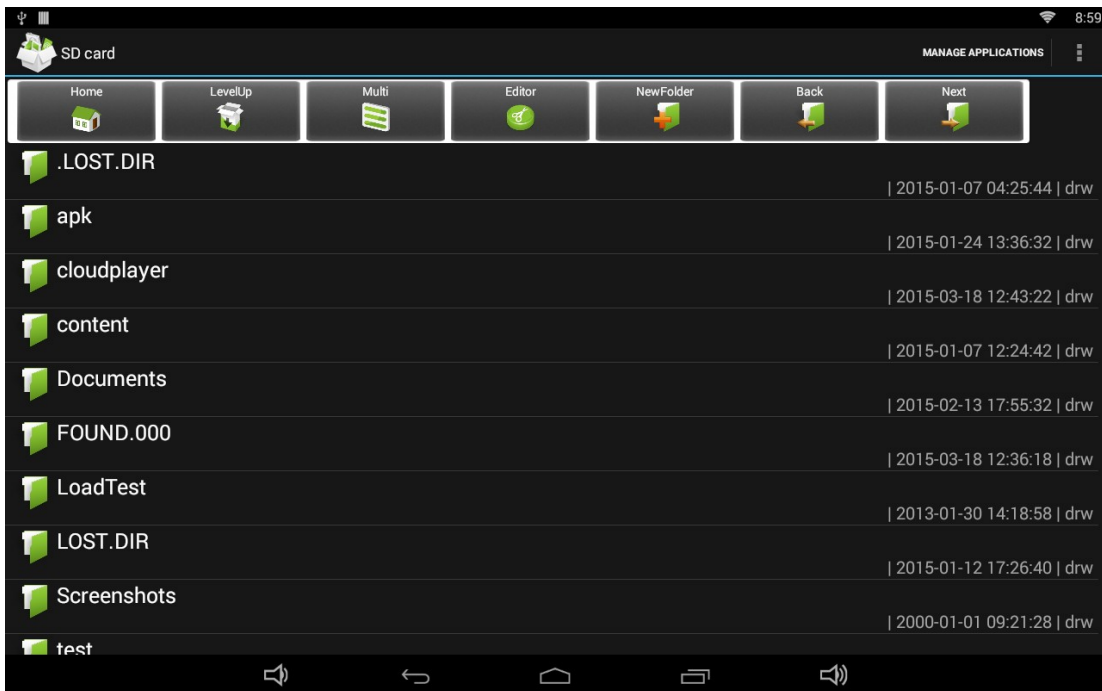 8:59
SD card MANAGE APPLICATIONS
Home LevelUp Multi Editor NewFolder Back Next
.LOST.DIR
| 2015-01-07 04:25:44 | drw
apk
| 2015-01-24 13:36:32 | drw
cloudplayer
| 2015-03-18 12:43:22 | drw
content
| 2015-01-07 12:24:42 | drw
Documents
| 2015-02-13 17:55:32 | drw
FOUND.000
| 2015-03-18 12:36:18 | drw
LoadTest
| 2013-01-30 14:18:58 | drw
LOST.DIR
| 2015-01-12 17:26:40 | drw
Screenshots
| 2000-01-01 09:21:28 | drw
test